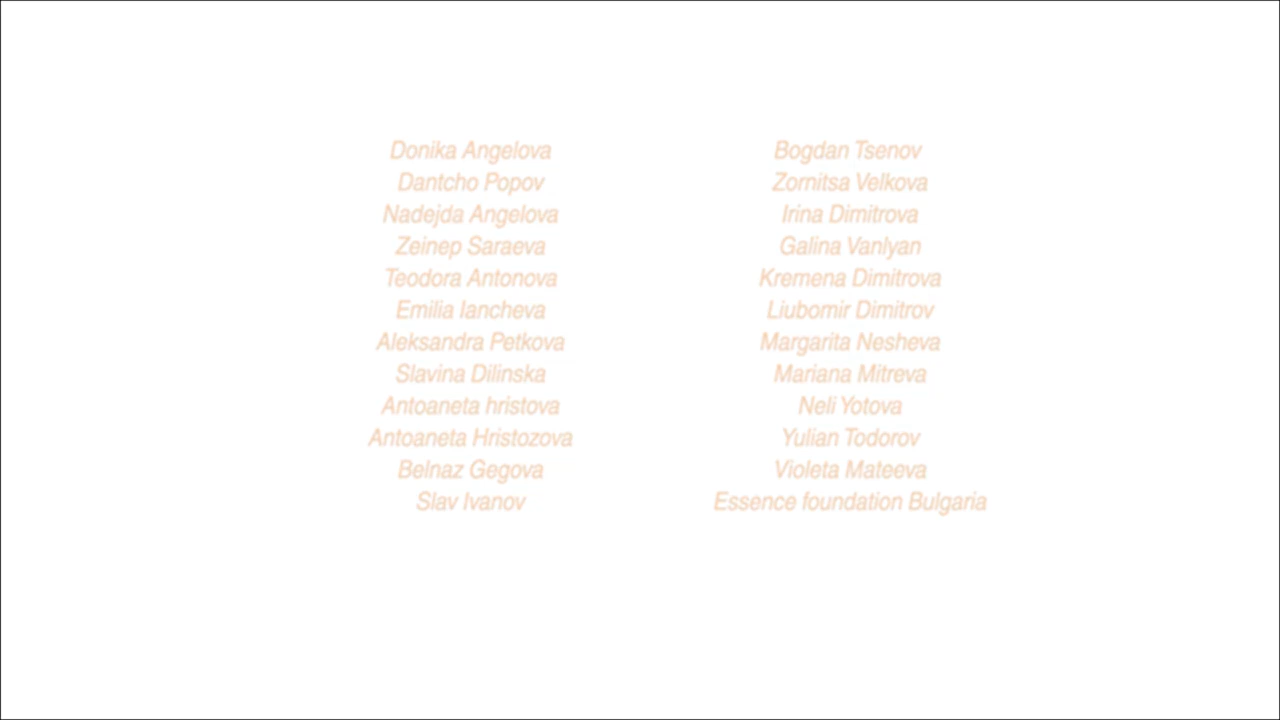 Donika Angelova
Dantcho Popov
Nadejda Angelova
Zeinep Saraeva
Teodora Antonova
Emilia Iancheva
Aleksandra Petkova
Slavina Dilinska
Antoaneta hristova
Antoaneta Hristozova
Belnaz Gegova
Slav Ivanov
Bogdan Tsenov
Zornitsa Velkova
Irina Dimitrova
Galina Vanlyan
Kremena Dimitrova
Liubomir Dimitrov
Margarita Nesheva
Mariana Mitreva
Neli Yotova
Yulian Todorov
Violeta Mateeva
Essence foundation Bulgaria